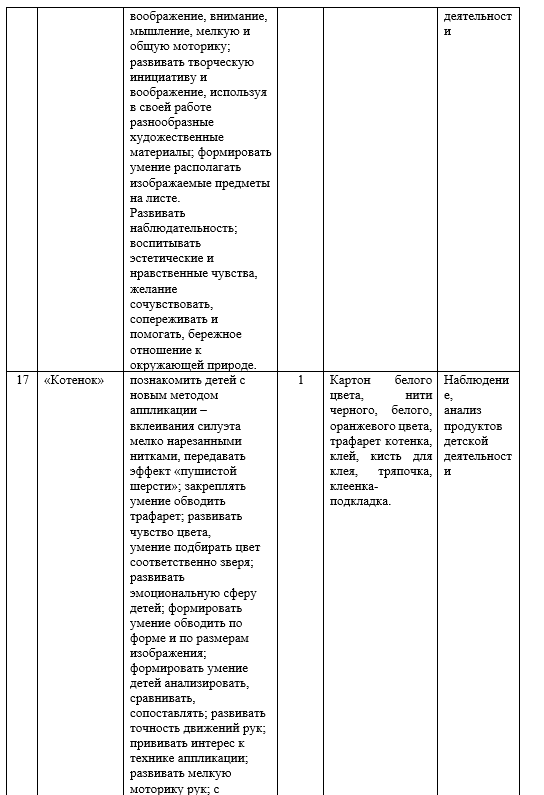 воображение, внимание,
мышление, мелкую и
общую моторику;
развивать творческую
инициативу и
воображение, используя
в своей работе
разнообразные
художественные
материалы; формировать
умение располагать
изображаемые предметы
на листе.
Развивать
наблюдательность;
воспитывать
эстетические и
нравственные чувства,
желание
сочувствовать,
сопереживать и
помогать, бережное
отношение к
окружающей природе.
деятельност
и
17
«Котенок»
познакомить детей с
новым методом
аппликации –
вклеивания силуэта
мелко нарезанными
нитками, передавать
эффект «пушистой
шерсти»; закреплять
умение обводить
трафарет; развивать
чувство цвета,
умение подбирать цвет
соответственно зверя;
развивать
эмоциональную сферу
детей; формировать
умение обводить по
форме и по размерам
изображения;
формировать умение
детей анализировать,
сравнивать,
сопоставлять; развивать
точность движений рук;
прививать интерес к
технике аппликации;
развивать мелкую
моторику рук; с
1
Картон белого
цвета, нити
черного, белого,
оранжевого цвета,
трафарет котенка,
клей, кисть для
клея, тряпочка,
клеенка-
подкладка.
Наблюдени
е,
анализ
продуктов
детской
деятельност
и